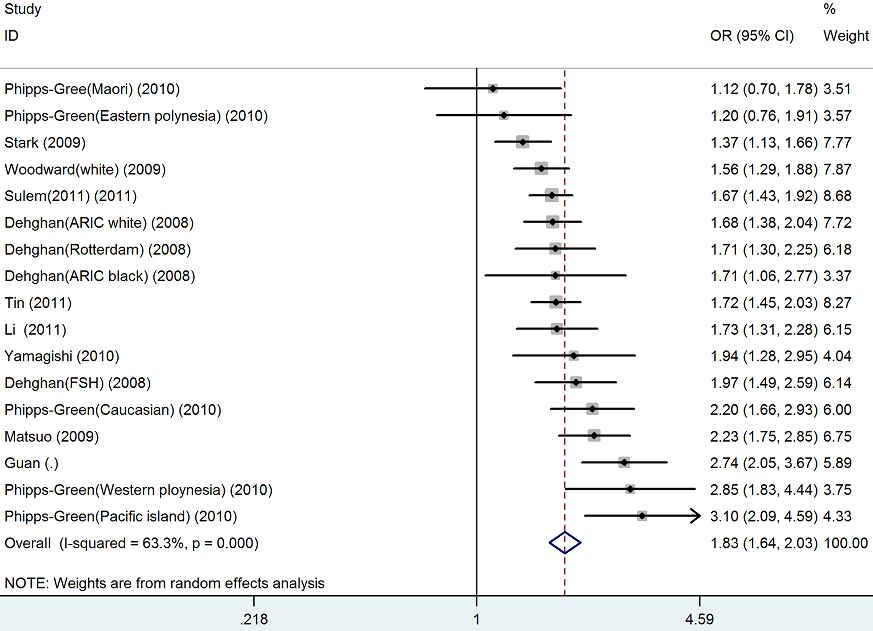 Study %
ID OR (95% CI) Weight
Phipps-Gree(Maori) (2010) 1.12 (0.70, 1.78) 3.51
Phipps-Green(Eastern polynesia) (2010) 1.20 (0.76, 1.91) 3.57
Stark (2009) 1.37 (1.13, 1.66) 7.77
Woodward(white) (2009) 1.56 (1.29, 1.88) 7.87
Sulem(2011) (2011) 1.67 (1.43, 1.92) 8.68
Dehghan(ARIC white) (2008) 1.68 (1.38, 2.04) 7.72
Dehghan(Rotterdam) (2008) 1.71 (1.30, 2.25) 6.18
Dehghan(ARIC black) (2008) 1.71 (1.06, 2.77) 3.37
Tin (2011) 1.72 (1.45, 2.03) 8.27
Li (2011) 1.73 (1.31, 2.28) 6.15
Yamagishi (2010) 1.94 (1.28, 2.95) 4.04
Dehghan(FSH) (2008) 1.97 (1.49, 2.59) 6.14
Phipps-Green(Caucasian) (2010) 2.20 (1.66, 2.93) 6.00
Matsuo (2009) 2.23 (1.75, 2.85) 6.75
Guan (.) 2.74 (2.05, 3.67) 5.89
Phipps-Green(Western ploynesia) (2010) 2.85 (1.83, 4.44) 3.75
Phipps-Green(Pacific island) (2010) 3.10 (2.09, 4.59) 4.33
Overall (I-squared = 63.3%, p = 0.000) 1.83 (1.64, 2.03) 100.00
NOTE: Weights are from random effects analysis
.218 1 4.59